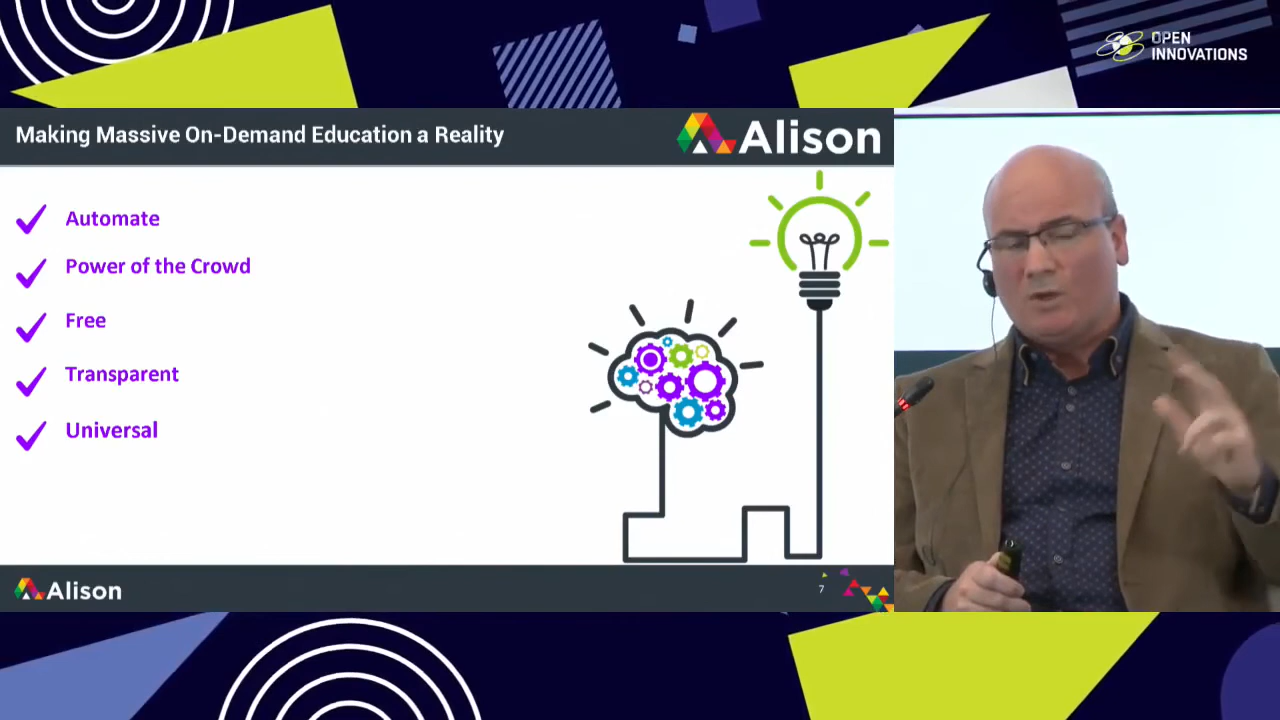 OPEN
INNOVATIONS
Making Massive On-Demand Education a Reality
Alison
Automate
Power of the Crowd
Free
Transparent
Universal
Alison
7